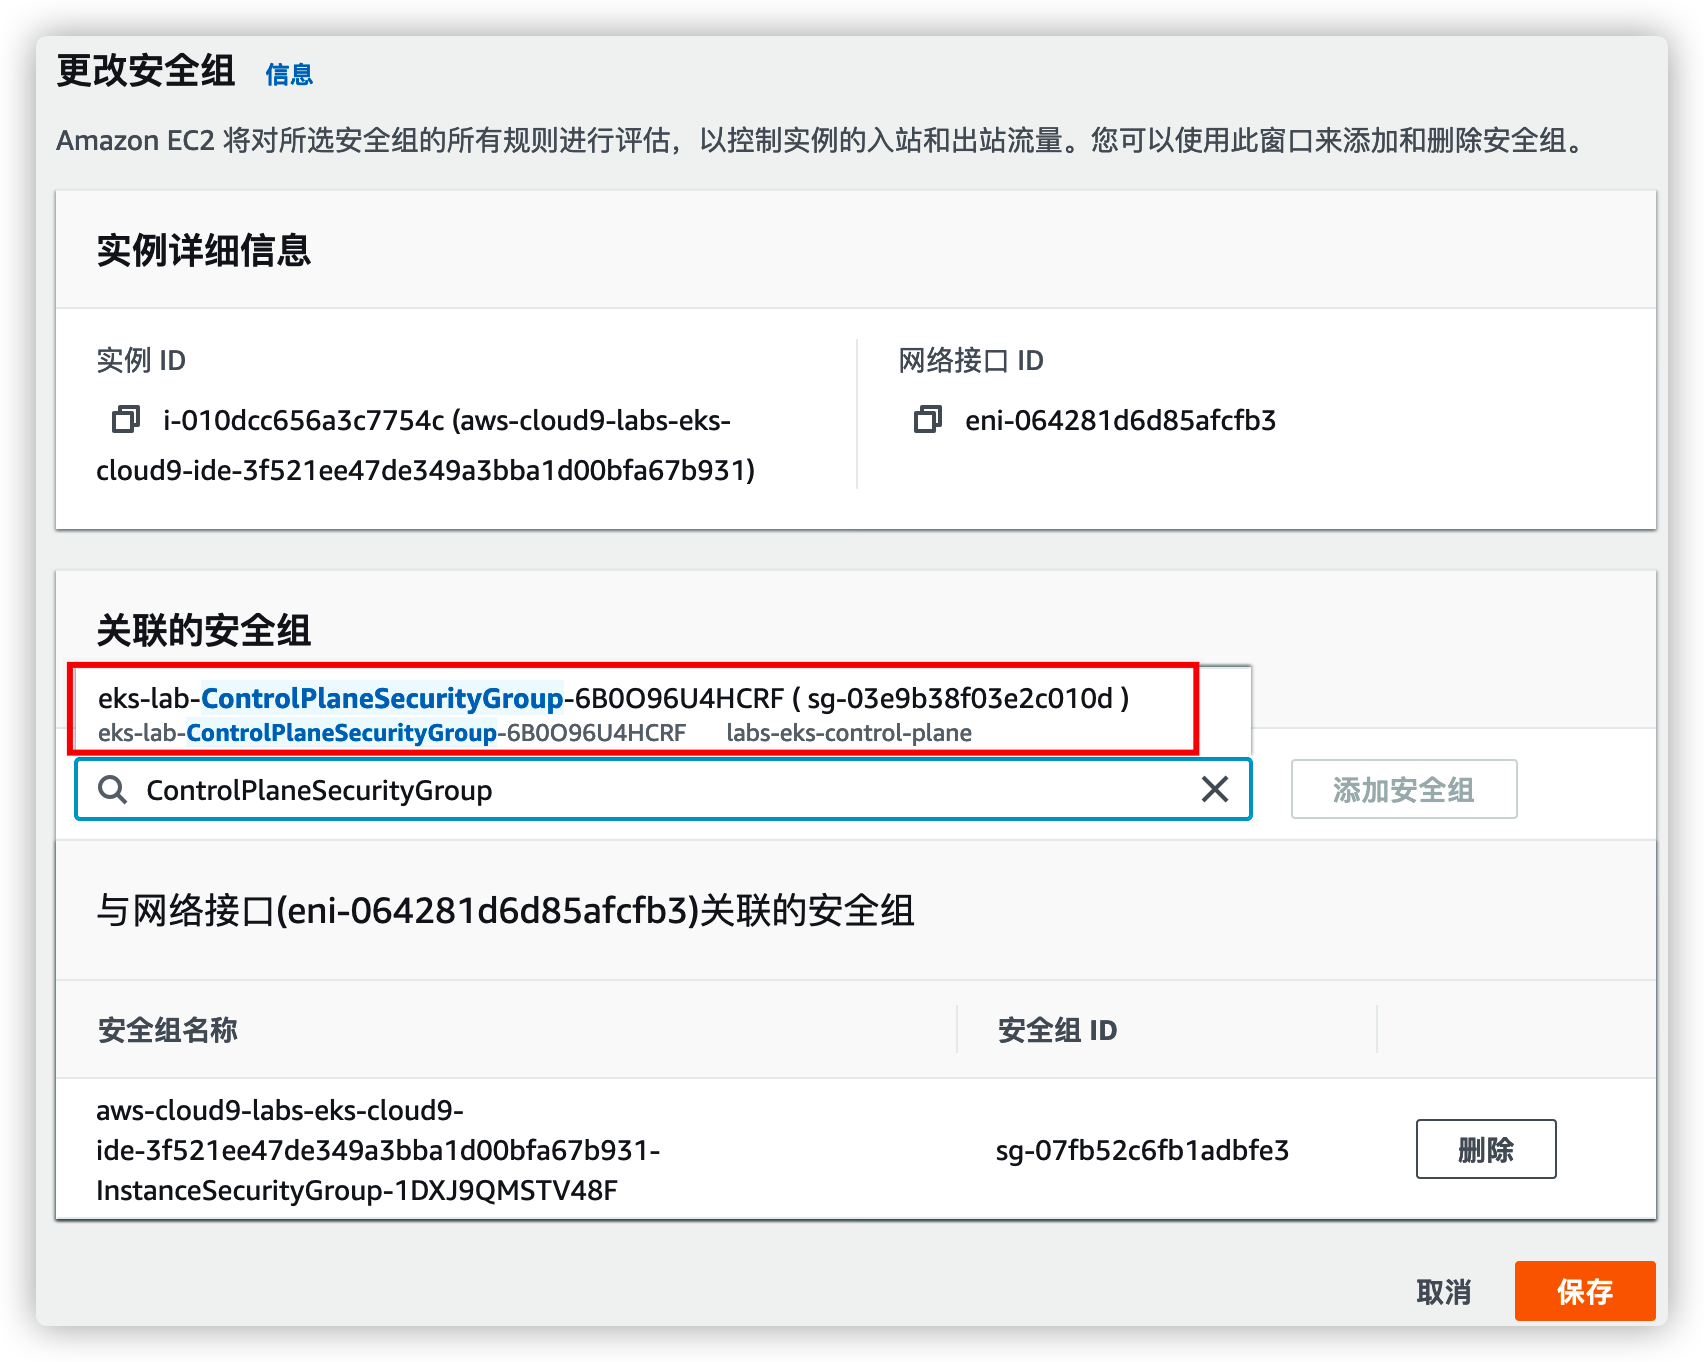 更改安全组 信息
Amazon EC2 将对所选安全组的所有规则进行评估，以控制实例的入站和出站流量。您可以使用此窗口来添加和删除安全组。
实例详细信息
实例 ID
i-010dcc656a3c7754c (aws-cloud9-labs-eks-
cloud9-ide-3f521ee47de349a3bba1d00bfa67b931)
网络接口 ID
eni-064281d6d85afcfb3
关联的安全组
eks-lab-ControlPlaneSecurityGroup-6B0O96U4HCRF ( sg-03e9b38f03e2c010d )
eks-lab-ControlPlaneSecurityGroup-6B0O96U4HCRF labs-eks-control-plane
ControlPlaneSecurityGroup
添加安全组
与网络接口(eni-064281d6d85afcfb3)关联的安全组
安全组名称 安全组 ID
aws-cloud9-labs-eks-cloud9-
ide-3f521ee47de349a3bba1d00bfa67b931-
InstanceSecurityGroup-1DXJ9QMSTV48F
sg-07fb52c6fb1adbfe3
删除
取消 保存